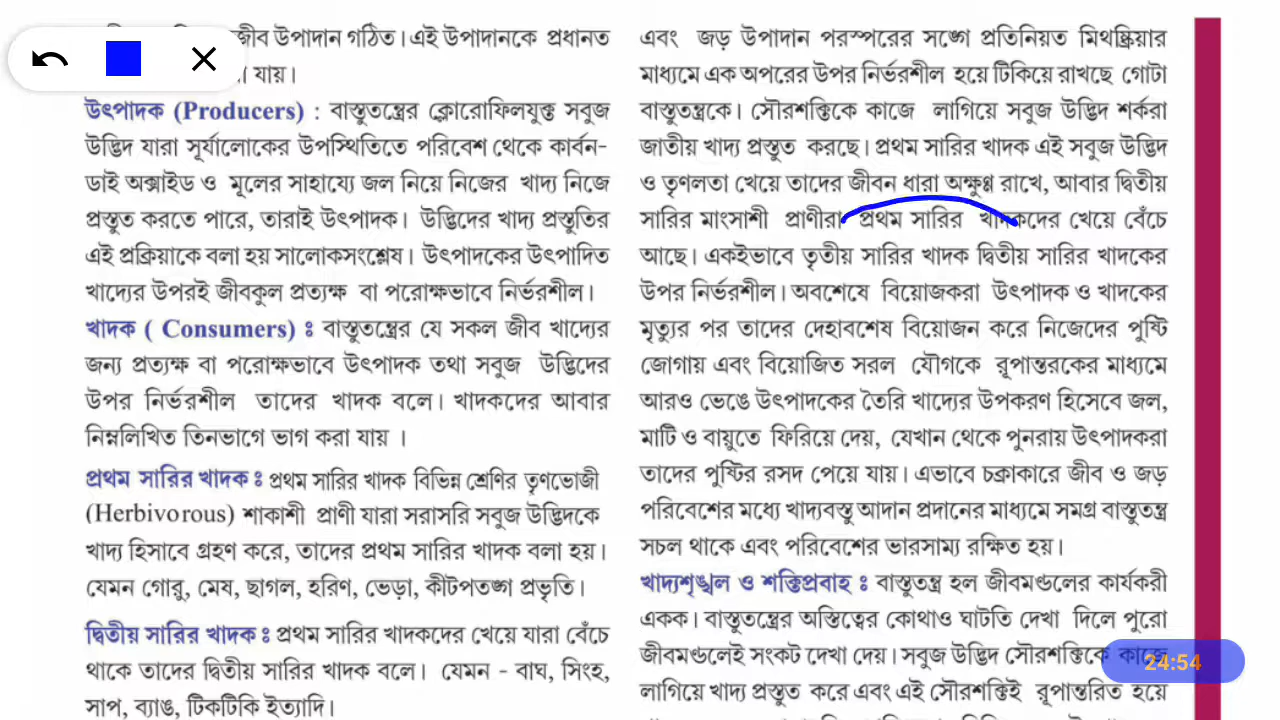 জীব উপাদান গঠিত। এই উপাদানকে প্রধানত
যায়।
উৎপাদক (Producers) : বাস্তুতন্ত্রের ক্লোরোফিলযুক্ত সবুজ
উদ্ভিদ যারা সূর্যালোকের উপস্থিতিতে পরিবেশ থেকে কার্বন-
ডাই অক্সাইড ও মূলের সাহায্যে জল নিয়ে নিজের খাদ্য নিজে
প্রস্তুত করতে পারে, তারাই উৎপাদক। উদ্ভিদের খাদ্য প্রস্তুতির
এই প্রক্রিয়াকে বলা হয় সালোকসংশ্লেষ। উৎপাদকের উৎপাদিত
খাদ্যের উপরই জীবকুল প্রত্যক্ষ বা পরোক্ষভাবে নির্ভরশীল।
খাদক ( Consumers) ঃ বাস্তুতন্ত্রের যে সকল জীব খাদ্যের
জন্য প্রত্যক্ষ বা পরোক্ষভাবে উৎপাদক তথা সবুজ উদ্ভিদের
উপর নির্ভরশীল তাদের খাদক বলে। খাদকদের আবার
নিম্নলিখিত তিনভাগে ভাগ করা যায় ।
প্রথম সারির খাদক ঃ প্রথম সারির খাদক বিভিন্ন শ্রেণির তৃণভোজী
(Herbivorous) শাকাশী প্রাণী যারা সরাসরি সবুজ উদ্ভিদকে
খাদ্য হিসাবে গ্রহণ করে, তাদের প্রথম সারির খাদক বলা হয়।
যেমন গোরু, মেষ, ছাগল, হরিণ, ভেড়া, কীটপতঙ্গ প্রভৃতি।
দ্বিতীয় সারির খাদক ঃ প্রথম সারির খাদকদের খেয়ে যারা বেঁচে
থাকে তাদের দ্বিতীয় সারির খাদক বলে। যেমন - বাঘ, সিংহ,
সাপ, ব্যাঙ, টিকটিকি ইত্যাদি।
এবং জড় উপাদান পরস্পরের সঙ্গে প্রতিনিয়ত মিথষ্ক্রিয়ার
মাধ্যমে এক অপরের উপর নির্ভরশীল হয়ে টিকিয়ে রাখছে গোটা
বাস্তুতন্ত্রকে। সৌরশক্তিকে কাজে লাগিয়ে সবুজ উদ্ভিদ শর্করা
জাতীয় খাদ্য প্রস্তুত করছে। প্রথম সারির খাদক এই সবুজ উদ্ভিদ
ও তৃণলতা খেয়ে তাদের জীবন ধারা অক্ষুণ্ণ রাখে, আবার দ্বিতীয়
সারির মাংসাশী প্রাণীরা প্রথম সারির খাদকদের খেয়ে বেঁচে
আছে। একইভাবে তৃতীয় সারির খাদক দ্বিতীয় সারির খাদকের
উপর নির্ভরশীল। অবশেষে বিয়োজকরা উৎপাদক ও খাদকের
মৃত্যুর পর তাদের দেহাবশেষ বিয়োজন করে নিজেদের পুষ্টি
জোগায় এবং বিয়োজিত সরল যৌগকে রূপান্তরকের মাধ্যমে
আরও ভেঙে উৎপাদকের তৈরি খাদ্যের উপকরণ হিসেবে জল,
মাটি ও বায়ুতে ফিরিয়ে দেয়, যেখান থেকে পুনরায় উৎপাদকরা
তাদের পুষ্টির রসদ পেয়ে যায়। এভাবে চক্রাকারে জীব ও জড়
পরিবেশের মধ্যে খাদ্যবস্তু আদান প্রদানের মাধ্যমে সমগ্র বাস্তুতন্ত্র
সচল থাকে এবং পরিবেশের ভারসাম্য রক্ষিত হয়।
খাদ্যশৃঙ্খল ও শক্তিপ্রবাহ ঃ বাস্তুতন্ত্র হল জীবমণ্ডলের কার্যকরী
একক। বাস্তুতন্ত্রের অস্তিত্বের কোথাও ঘাটতি দেখা দিলে পুরো
জীবমণ্ডলেই সংকট দেখা দেয়। সবুজ উদ্ভিদ সৌরশক্তিকে কাজে
লাগিয়ে খাদ্য প্রস্তুত করে এবং এই সৌরশক্তিই রূপান্তরিত হয়ে
24:54